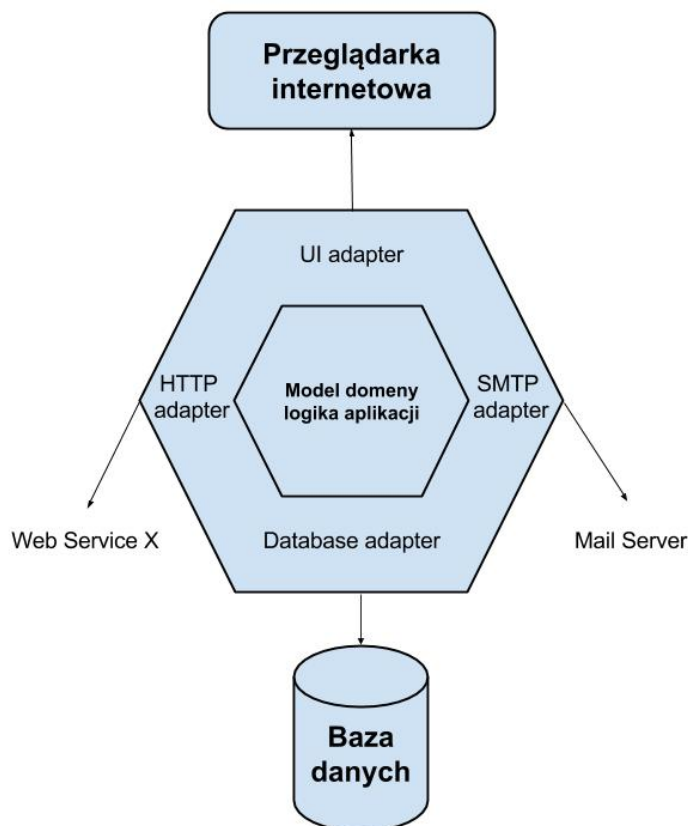 Przeglądarka
internetowa
UI adapter
HTTP
adapter
Model domeny
logika aplikacji
SMTP
adapter
Web Service X
Database adapter
Mail Server
Baza
danych